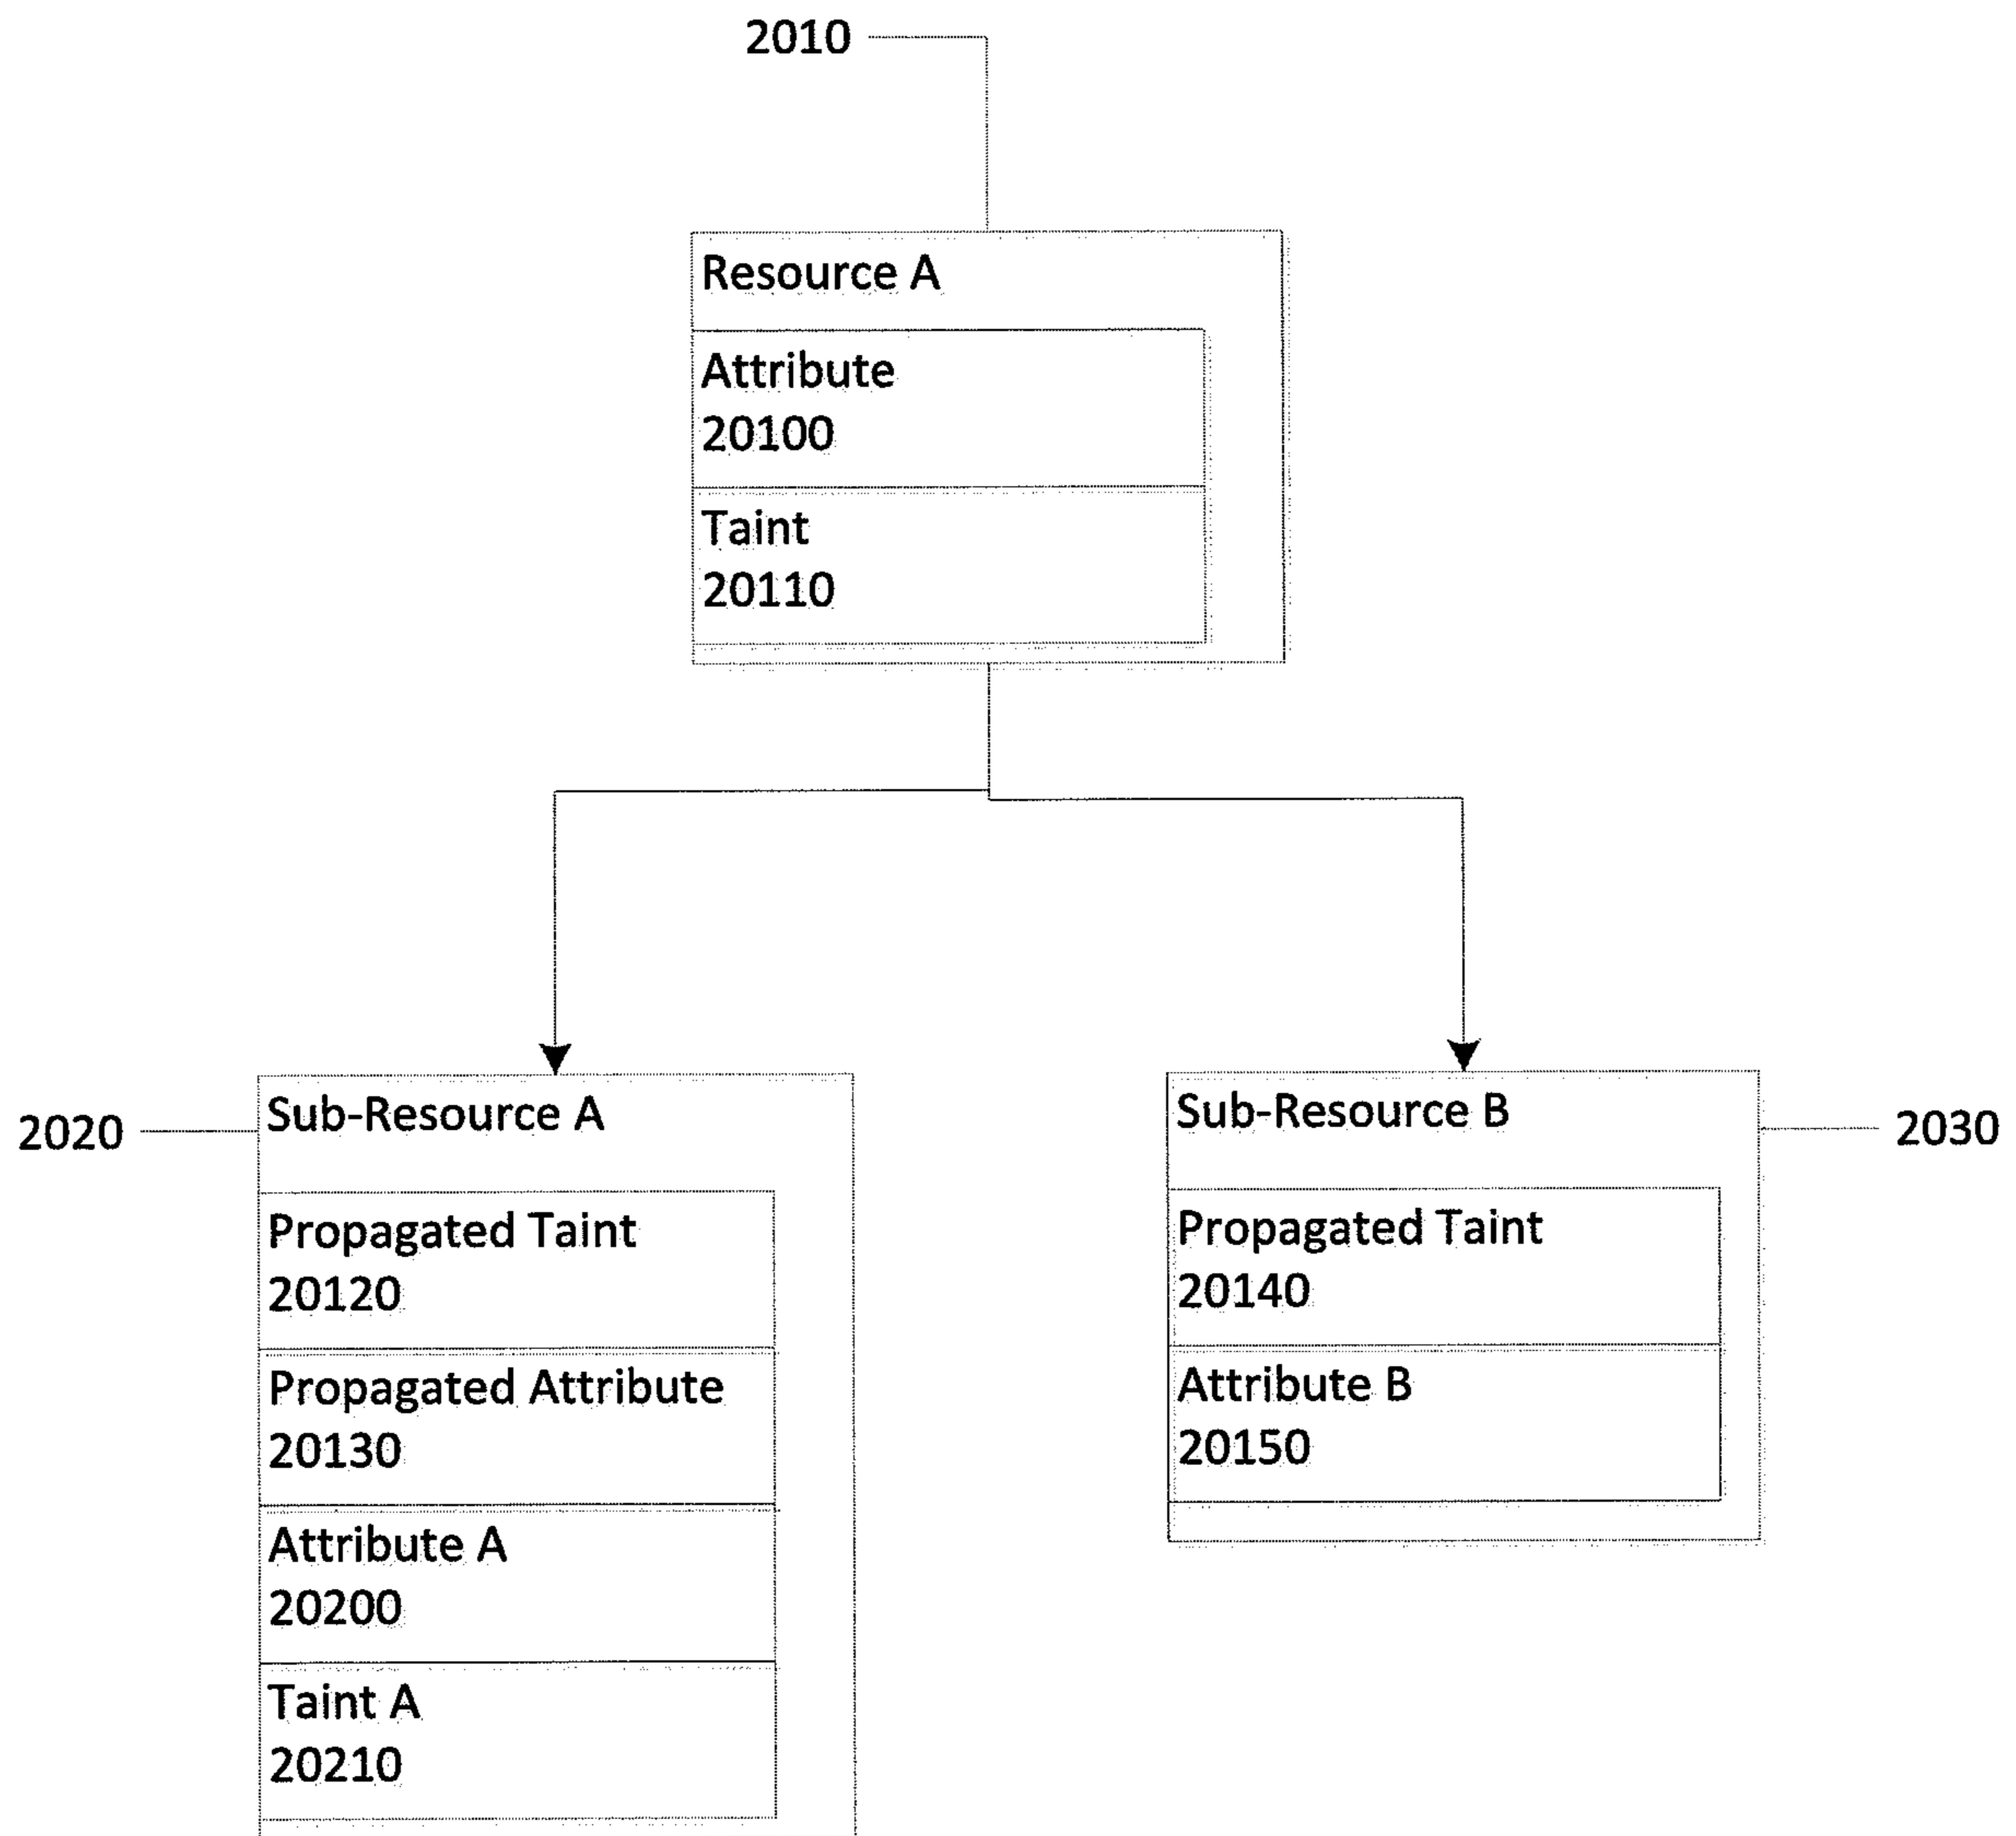 2010
Resource A
Attribute
20100
Taint
20110
2020
Sub-Resource A
Propagated Taint
20120
Propagated Attribute
20130
Attribute A
20200
Taint A
20210
Sub-Resource B
2030
Propagated Taint
20140
Attribute B
20150